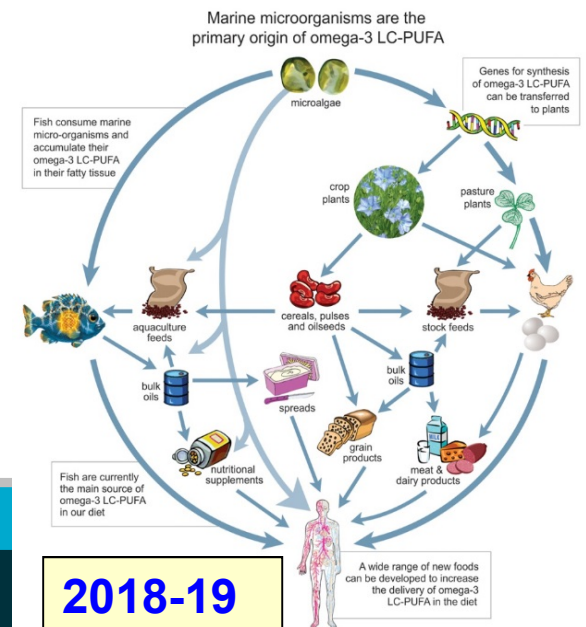 Marine microorganisms are the
primary origin of omega-3 LC-PUFA
microalgae
Genes for synthesis
of omega-3 LC-PUFA
can be transferred
to plants
Fish consume marine
micro-organisms and
accumulate their
omega-3 LC-PUFA
in their fatty tissue
crop
plants
pasture
plants
aquaculture
feeds
cereals, pulses
and oilseeds
stock feeds
bulk
oils
spreads
bulk
oils
nutritional
supplements
grain
products
MILK
meat &
dairy products
Fish are currently
the main source of
omega-3 LC-PUFA
in our diet
A wide range of new foods
can be developed to increase
the delivery of omega-3
LC-PUFA in the diet
2018-19